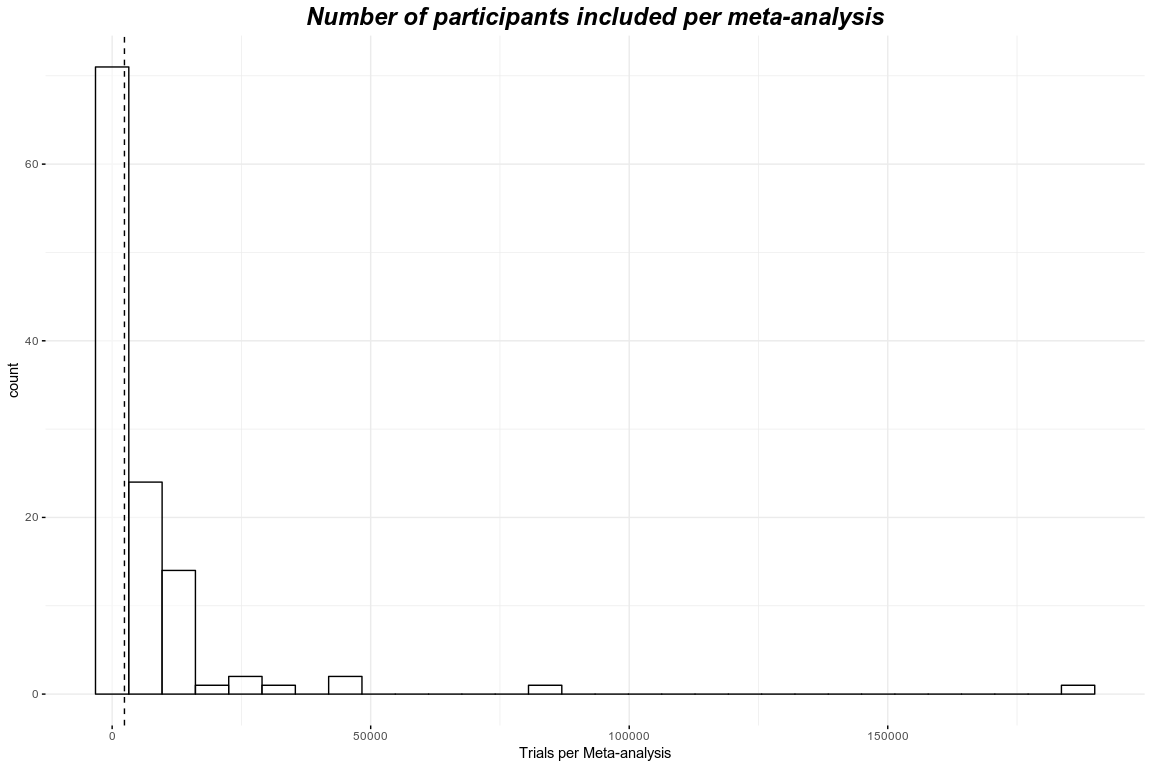 Number of participants included per meta-analysis
60
40
20
0
count
0 50000 100000 150000
Trials per Meta-analysis